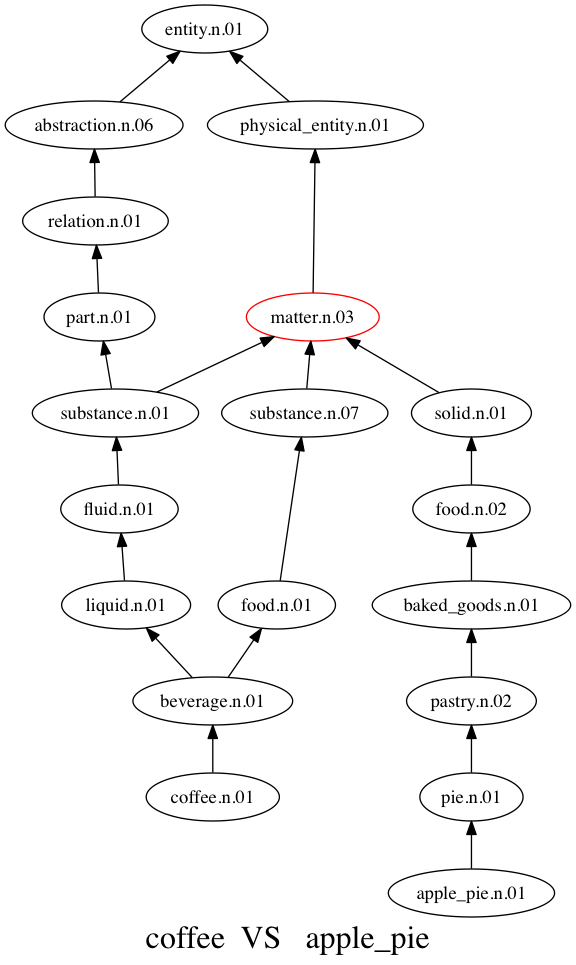 entity.n.01
abstraction.n.06
physical_entity.n.01
relation.n.01
part.n.01
matter.n.03
substance.n.01
substance.n.07
solid.n.01
fluid.n.01
food.n.02
liquid.n.01
food.n.01
baked_goods.n.01
beverage.n.01
pastry.n.02
coffee.n.01
pie.n.01
apple_pie.n.01
coffee VS apple_pie